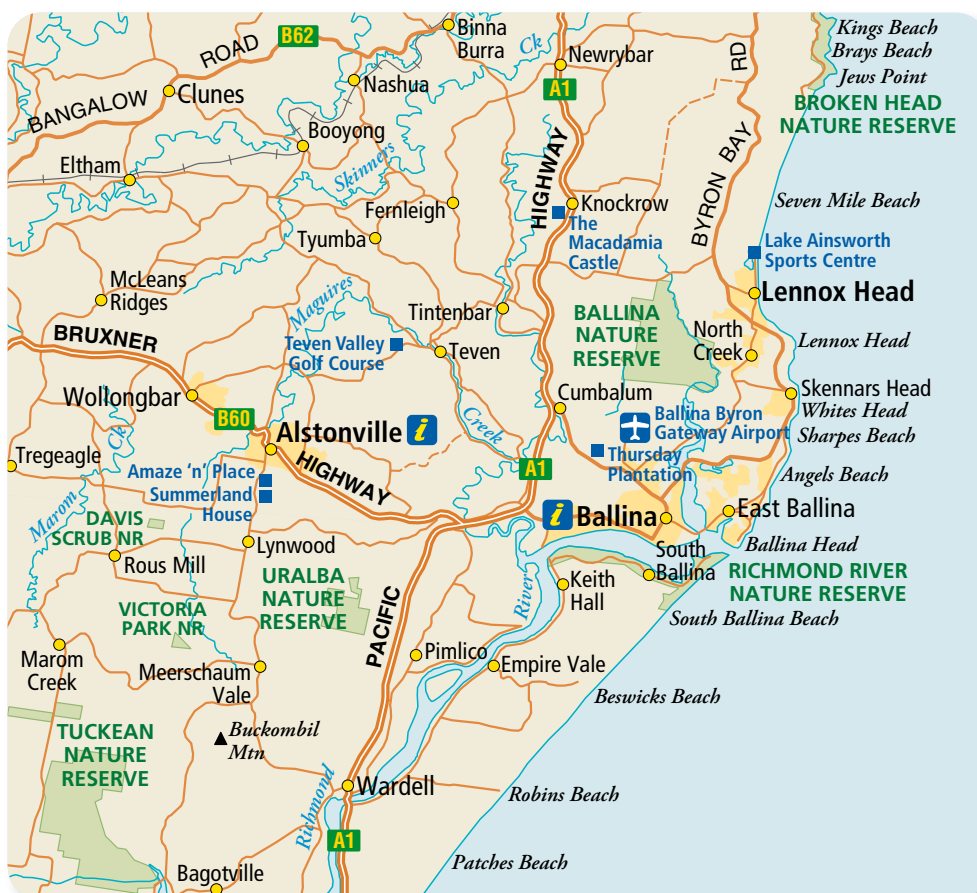 Kings Beach
Brays Beach
Jews Point
BROKEN HEAD
NATURE RESERVE
Binna
Burra
B62
BANGALOW ROAD
Ck
Newrybar
A1
RD
Clunes
Nashua
Booyong
Eltham
Skinners
HIGHWAY
BYRON BAY
Fernleigh
Knockrow
The
Macadamia
Castle
Seven Mile Beach
Tyumba
Lake Ainsworth
Sports Centre
Lennox Head
McLeans
Ridges
Maguires
Tintenbar
BALLINA
NATURE
RESERVE
North
Creek
Lennox Head
BRUXNER
Teven Valley
Golf Course
Teven
Wollongbar
B60
Cumbalum
Skennars Head
Whites Head
Sharpes Beach
Alstonville
i
Creek
Ballina Byron
Gateway Airport
Thursday
Plantation
Ck
Tregeagle
HIGHWAY
A1
Angels Beach
Amaze ‘n’ Place
Summerland
House
Marom
i
Ballina
East Ballina
DAVIS
SCRUB NR
Lynwood
Ballina Head
Rous Mill
South
Ballina
RICHMOND RIVER
NATURE RESERVE
URALBA
NATURE
RESERVE
River
Keith
Hall
VICTORIA
PARK NR
PACIFIC
South Ballina Beach
Marom
Creek
Meerschaum
Vale
Pimlico
Empire Vale
Beswicks Beach
TUCKEAN
NATURE
RESERVE
Buckombil
Mtn
Richmond
Wardell
Robins Beach
A1
Bagotville
Patches Beach